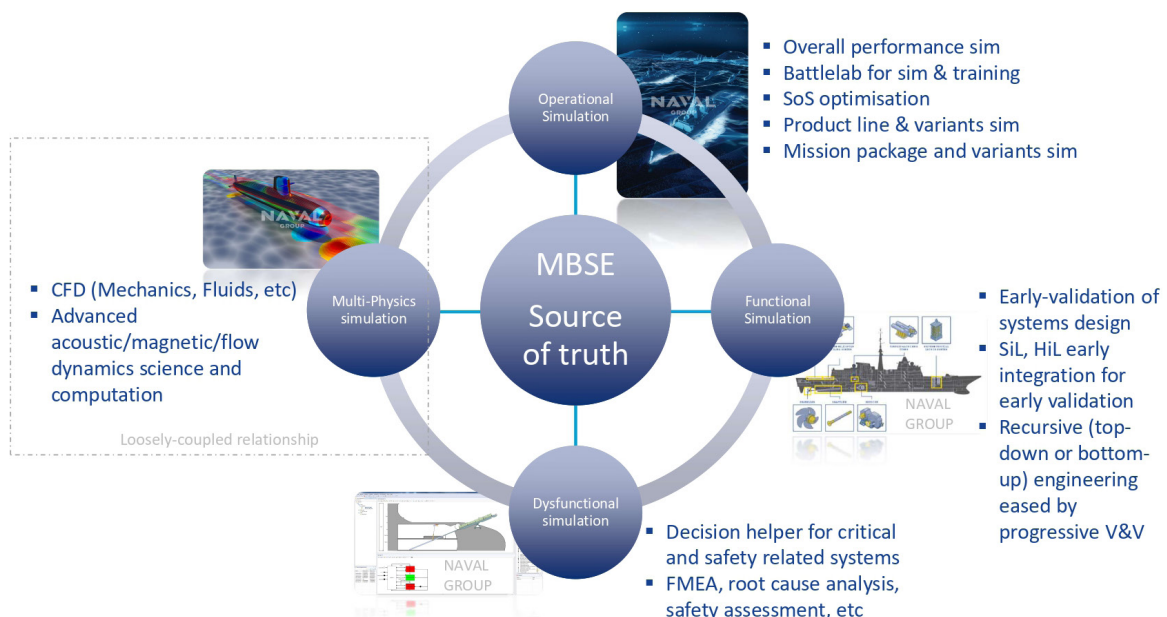 Operational
Simulation
NAVAL
GROUP
▪ Overall performance sim
▪ Battlelab for sim & training
▪ SoS optimisation
▪ Product line & variants sim
▪ Mission package and variants sim
NAVAL
GROUP
Multi-Physics
simulation
▪ CFD (Mechanics, Fluids, etc)
▪ Advanced
acoustic/magnetic/flow
dynamics science and
computation
Loosely-coupled relationship
MBSE
Source
of truth
Functional
Simulation
NAVAL
GROUP
▪ Early-validation of
systems design
▪ SiL, HiL early
integration for
early validation
▪ Recursive (top-
down or bottom-
up) engineering
eased by
progressive V&V
Dysfunctional
simulation
NAVAL
GROUP
▪ Decision helper for critical
and safety related systems
▪ FMEA, root cause analysis,
safety assessment, etc